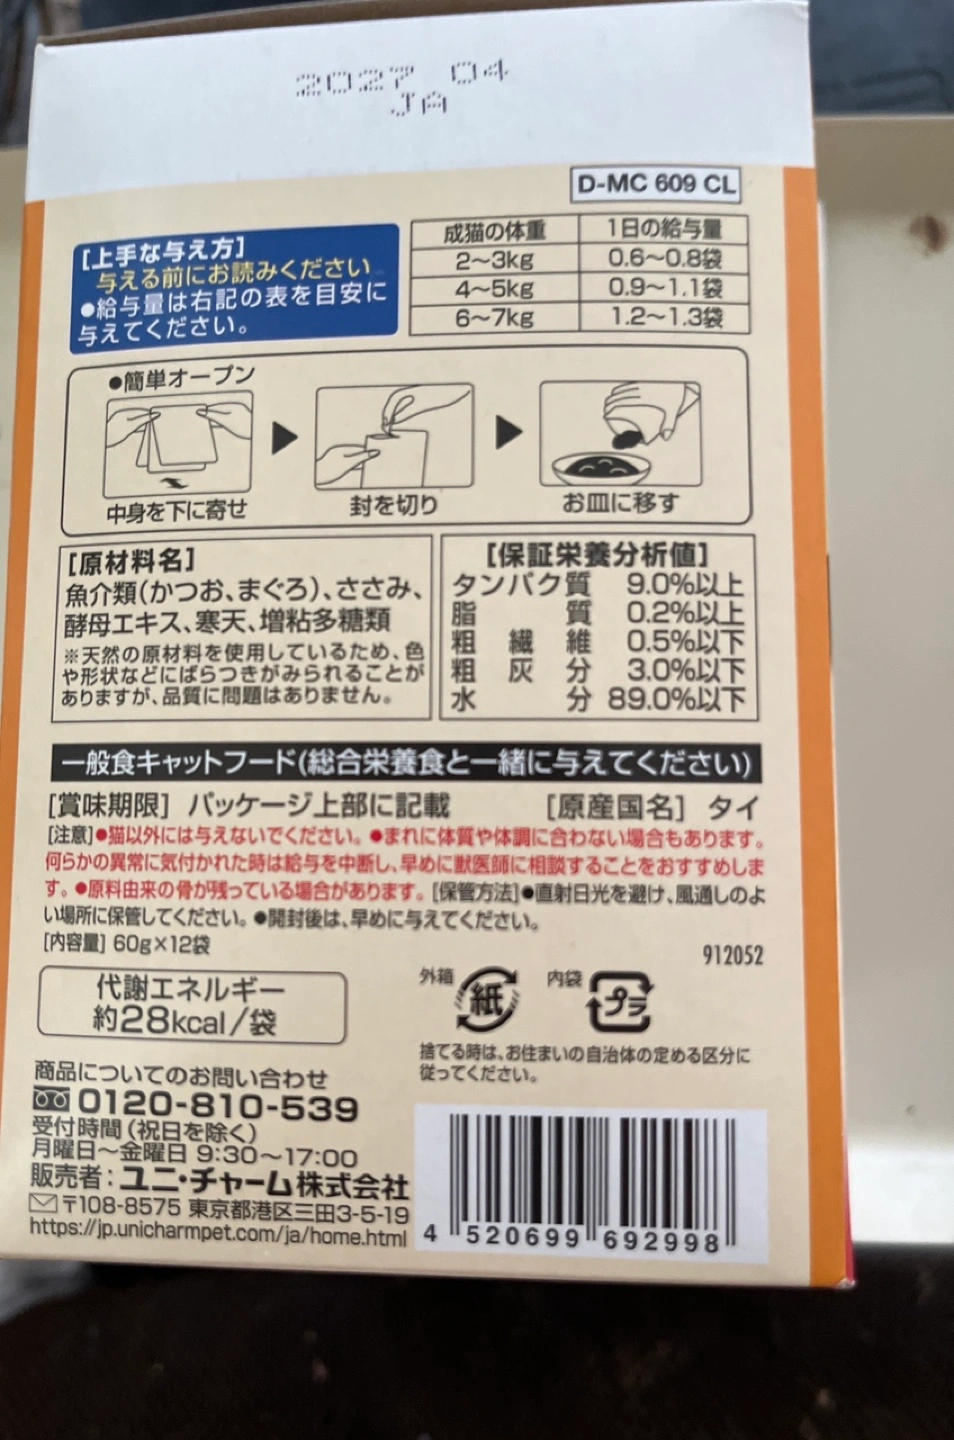 2027 04
JA
D-MC 609 CL
[上手な与え方]
与える前にお読みください
●給与量は右記の表を目安に
与えてください。
成猫の体重 1日の給与量
2～3kg 0.6～0.8袋
4～5kg 0.9～1.1袋
6～7kg 1.2～1.3袋
●簡単オープン
中身を下に寄せ
封を切り
お皿に移す
[原材料名]
魚介類(かつお、まぐろ)、ささみ、
酵母エキス、寒天、増粘多糖類
※天然の原材料を使用しているため、色
や形状などにばらつきがみられることが
ありますが、品質に問題はありません。
[保証栄養分析値]
タンパク質 9.0%以上
脂質 0.2%以上
粗繊維 0.5%以下
粗灰分 3.0%以下
水分 89.0%以下
一般食キャットフード(総合栄養食と一緒に与えてください)
[賞味期限] パッケージ上部に記載 [原産国名] タイ
[注意]●猫以外には与えないでください。●まれに体質や体調に合わない場合もあります。
何らかの異常に気付かれた時は給与を中断し、早めに獣医師に相談することをおすすめしま
す。●原料由来の骨が残っている場合があります。[保管方法]●直射日光を避け、風通しのよ
い場所に保管してください。●開封後は、早めに与えてください。
[内容量] 60g×12袋
912052
代謝エネルギー
約28kcal/袋
外箱 紙 内袋 プラ
捨てる時は、お住まいの自治体の定める区分に
従ってください。
商品についてのお問い合わせ
0120-810-539
受付時間(祝日を除く)
月曜日～金曜日 9:30～17:00
販売者:ユニ・チャーム株式会社
〒108-8575 東京都港区三田3-5-19
https://jp.unicharmpet.com/ja/home.html
4 520699 692998